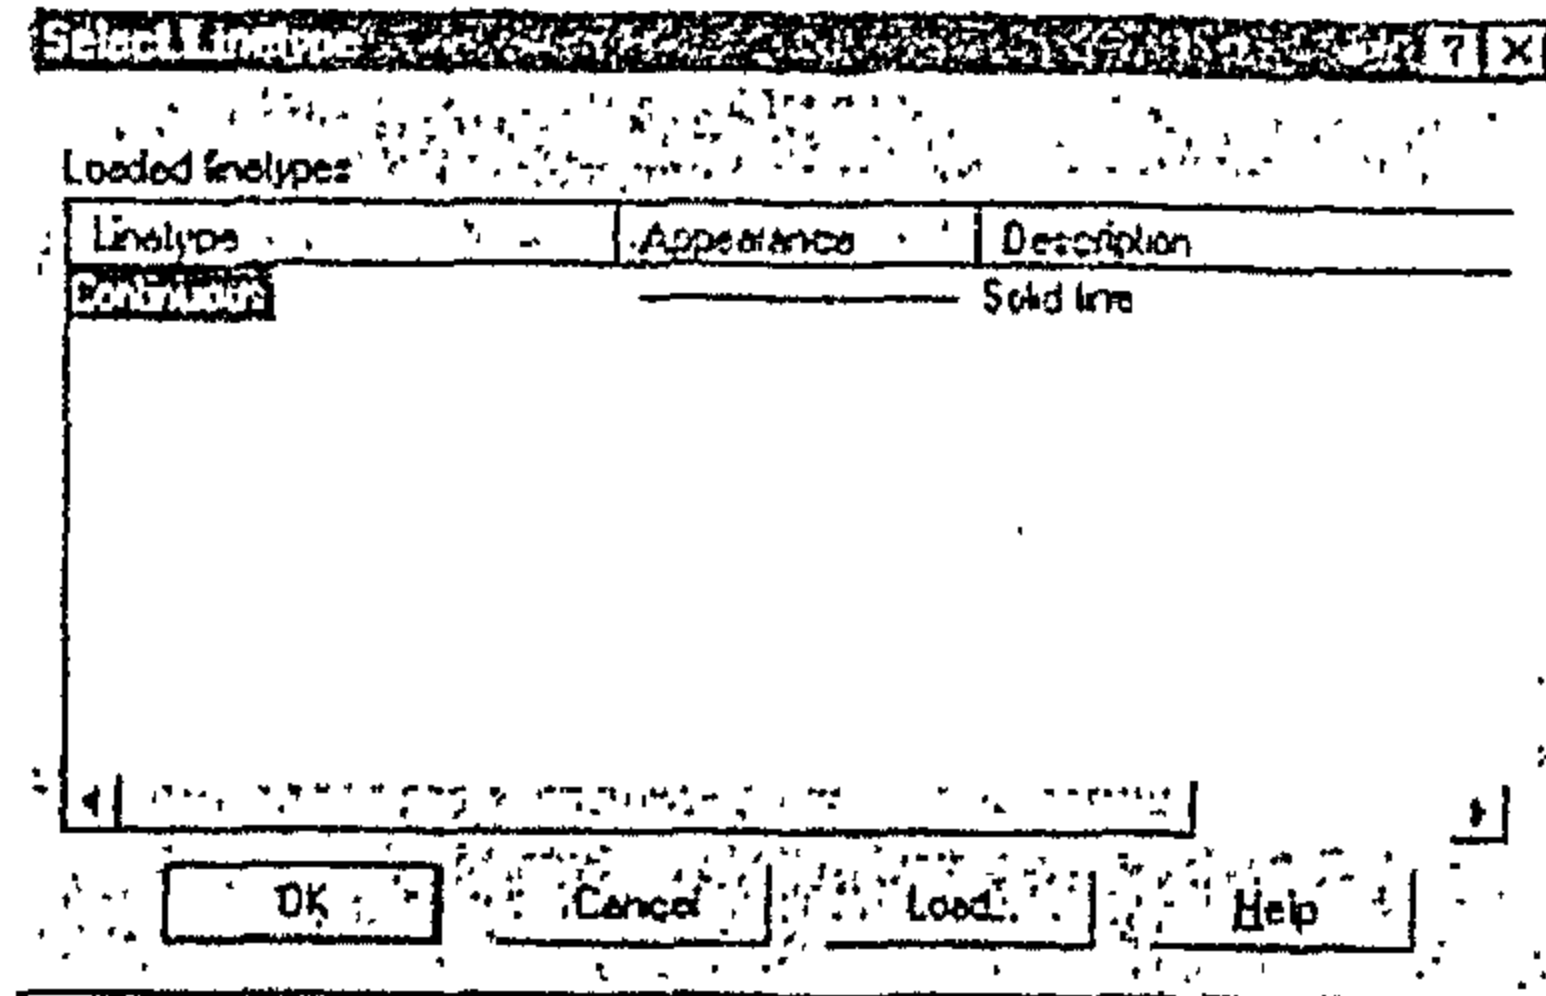 Select Linetype ? X
Loaded linetypes
Linetype Appearance Description
Continuous Solid line
OK Cancel Load... Help